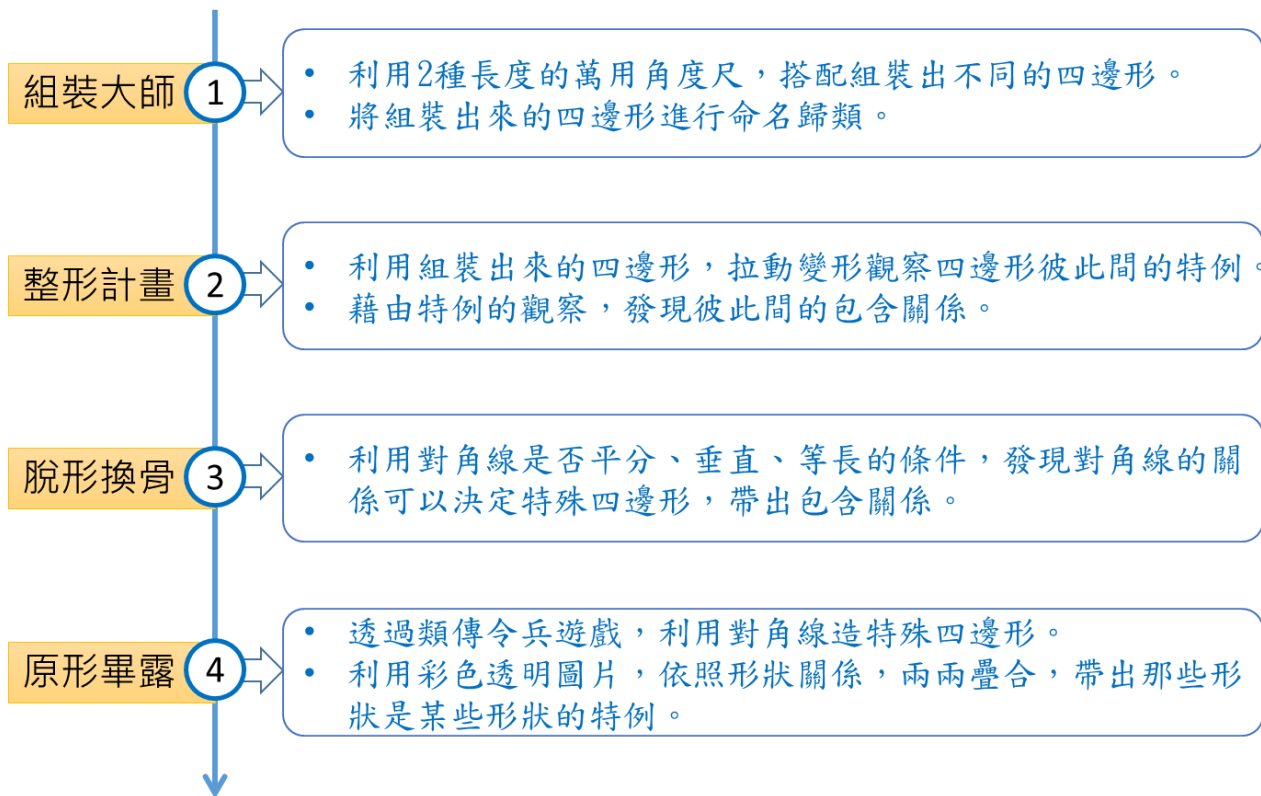 組裝大師 1
• 利用2種長度的萬用角度尺，搭配組裝出不同的四邊形。
• 將組裝出來的四邊形進行命名歸類。
整形計畫 2
• 利用組裝出來的四邊形，拉動變形觀察四邊形彼此間的特例。
• 藉由特例的觀察，發現彼此間的包含關係。
脫形換骨 3
• 利用對角線是否平分、垂直、等長的條件，發現對角線的關
係可以決定特殊四邊形，帶出包含關係。
原形畢露 4
• 透過類傳令兵遊戲，利用對角線造特殊四邊形。
• 利用彩色透明圖片，依照形狀關係，兩兩疊合，帶出那些形
狀是某些形狀的特例。